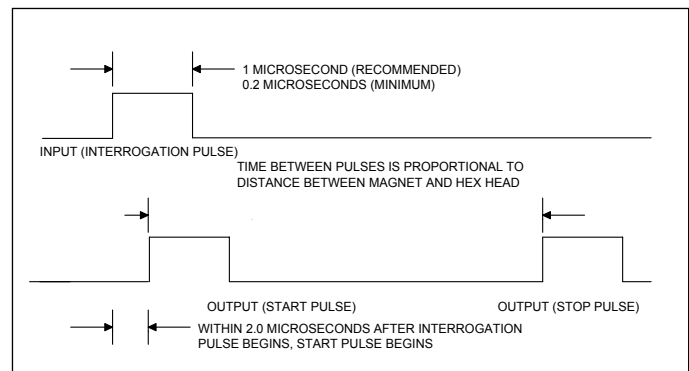 1 MICROSECOND (RECOMMENDED)
0.2 MICROSECONDS (MINIMUM)
INPUT (INTERROGATION PULSE)
TIME BETWEEN PULSES IS PROPORTIONAL TO
DISTANCE BETWEEN MAGNET AND HEX HEAD
OUTPUT (START PULSE)
OUTPUT (STOP PULSE)
WITHIN 2.0 MICROSECONDS AFTER INTERROGATION
PULSE BEGINS, START PULSE BEGINS